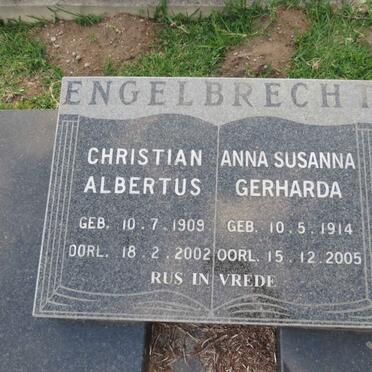 ENGELBRECHT
CHRISTIAN ALBERTUS
GEB. 10.7.1909
OORL. 18.2.2002
ANNA SUSANNA
GERHARDA
GEB. 10.5.1914
OORL. 15.12.2005
RUS IN VREDE